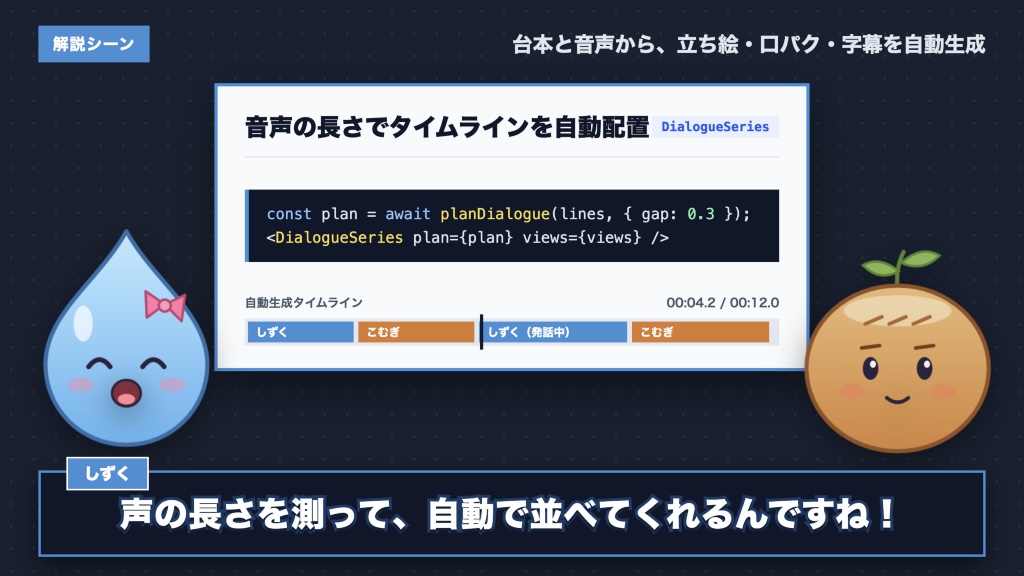 解説シーン
台本と音声から、立ち絵・口パク・字幕を自動生成
音声の長さでタイムラインを自動配置 DialogueSeries
const plan = await planDialogue(lines, { gap: 0.3 });
<DialogueSeries plan={plan} views={views} />
自動生成タイムライン 00:04.2 / 00:12.0
しずく こむぎ しずく（発話中） こむぎ
しずく
声の長さを測って、自動で並べてくれるんですね！